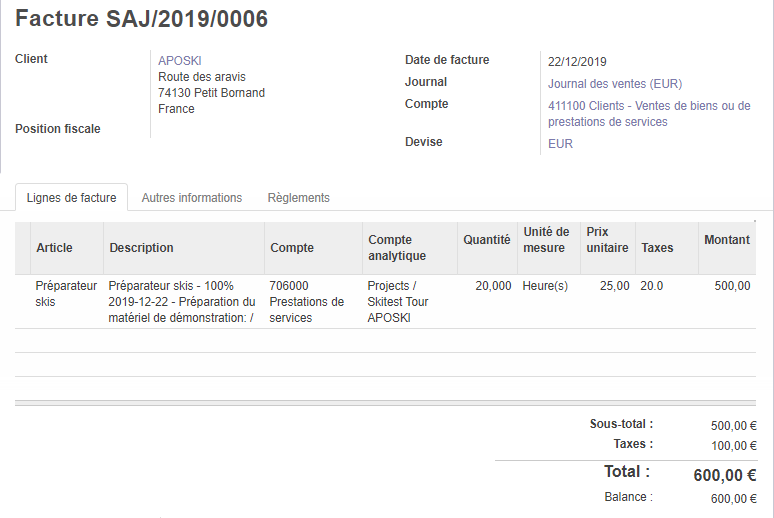 Facture SAJ/2019/0006
Client
APOSKI
Route des aravis
74130 Petit Bornand
France
Position fiscale
Date de facture 22/12/2019
Journal Journal des ventes (EUR)
Compte 411100 Clients - Ventes de biens ou de
prestations de services
Devise EUR
Lignes de facture Autres informations Règlements
Article Description Compte Compte analytique Quantité Unité de mesure Prix unitaire Taxes Montant
Préparateur Préparateur skis - 100% 706000 Projects / 20,000 Heure(s) 25,00 20.0 500,00
skis 2019-12-22 - Préparation du Prestations de Skitest Tour
matériel de démonstration: / services APOSKI
Sous-total : 500,00 €
Taxes : 100,00 €
Total : 600,00 €
Balance : 600,00 €